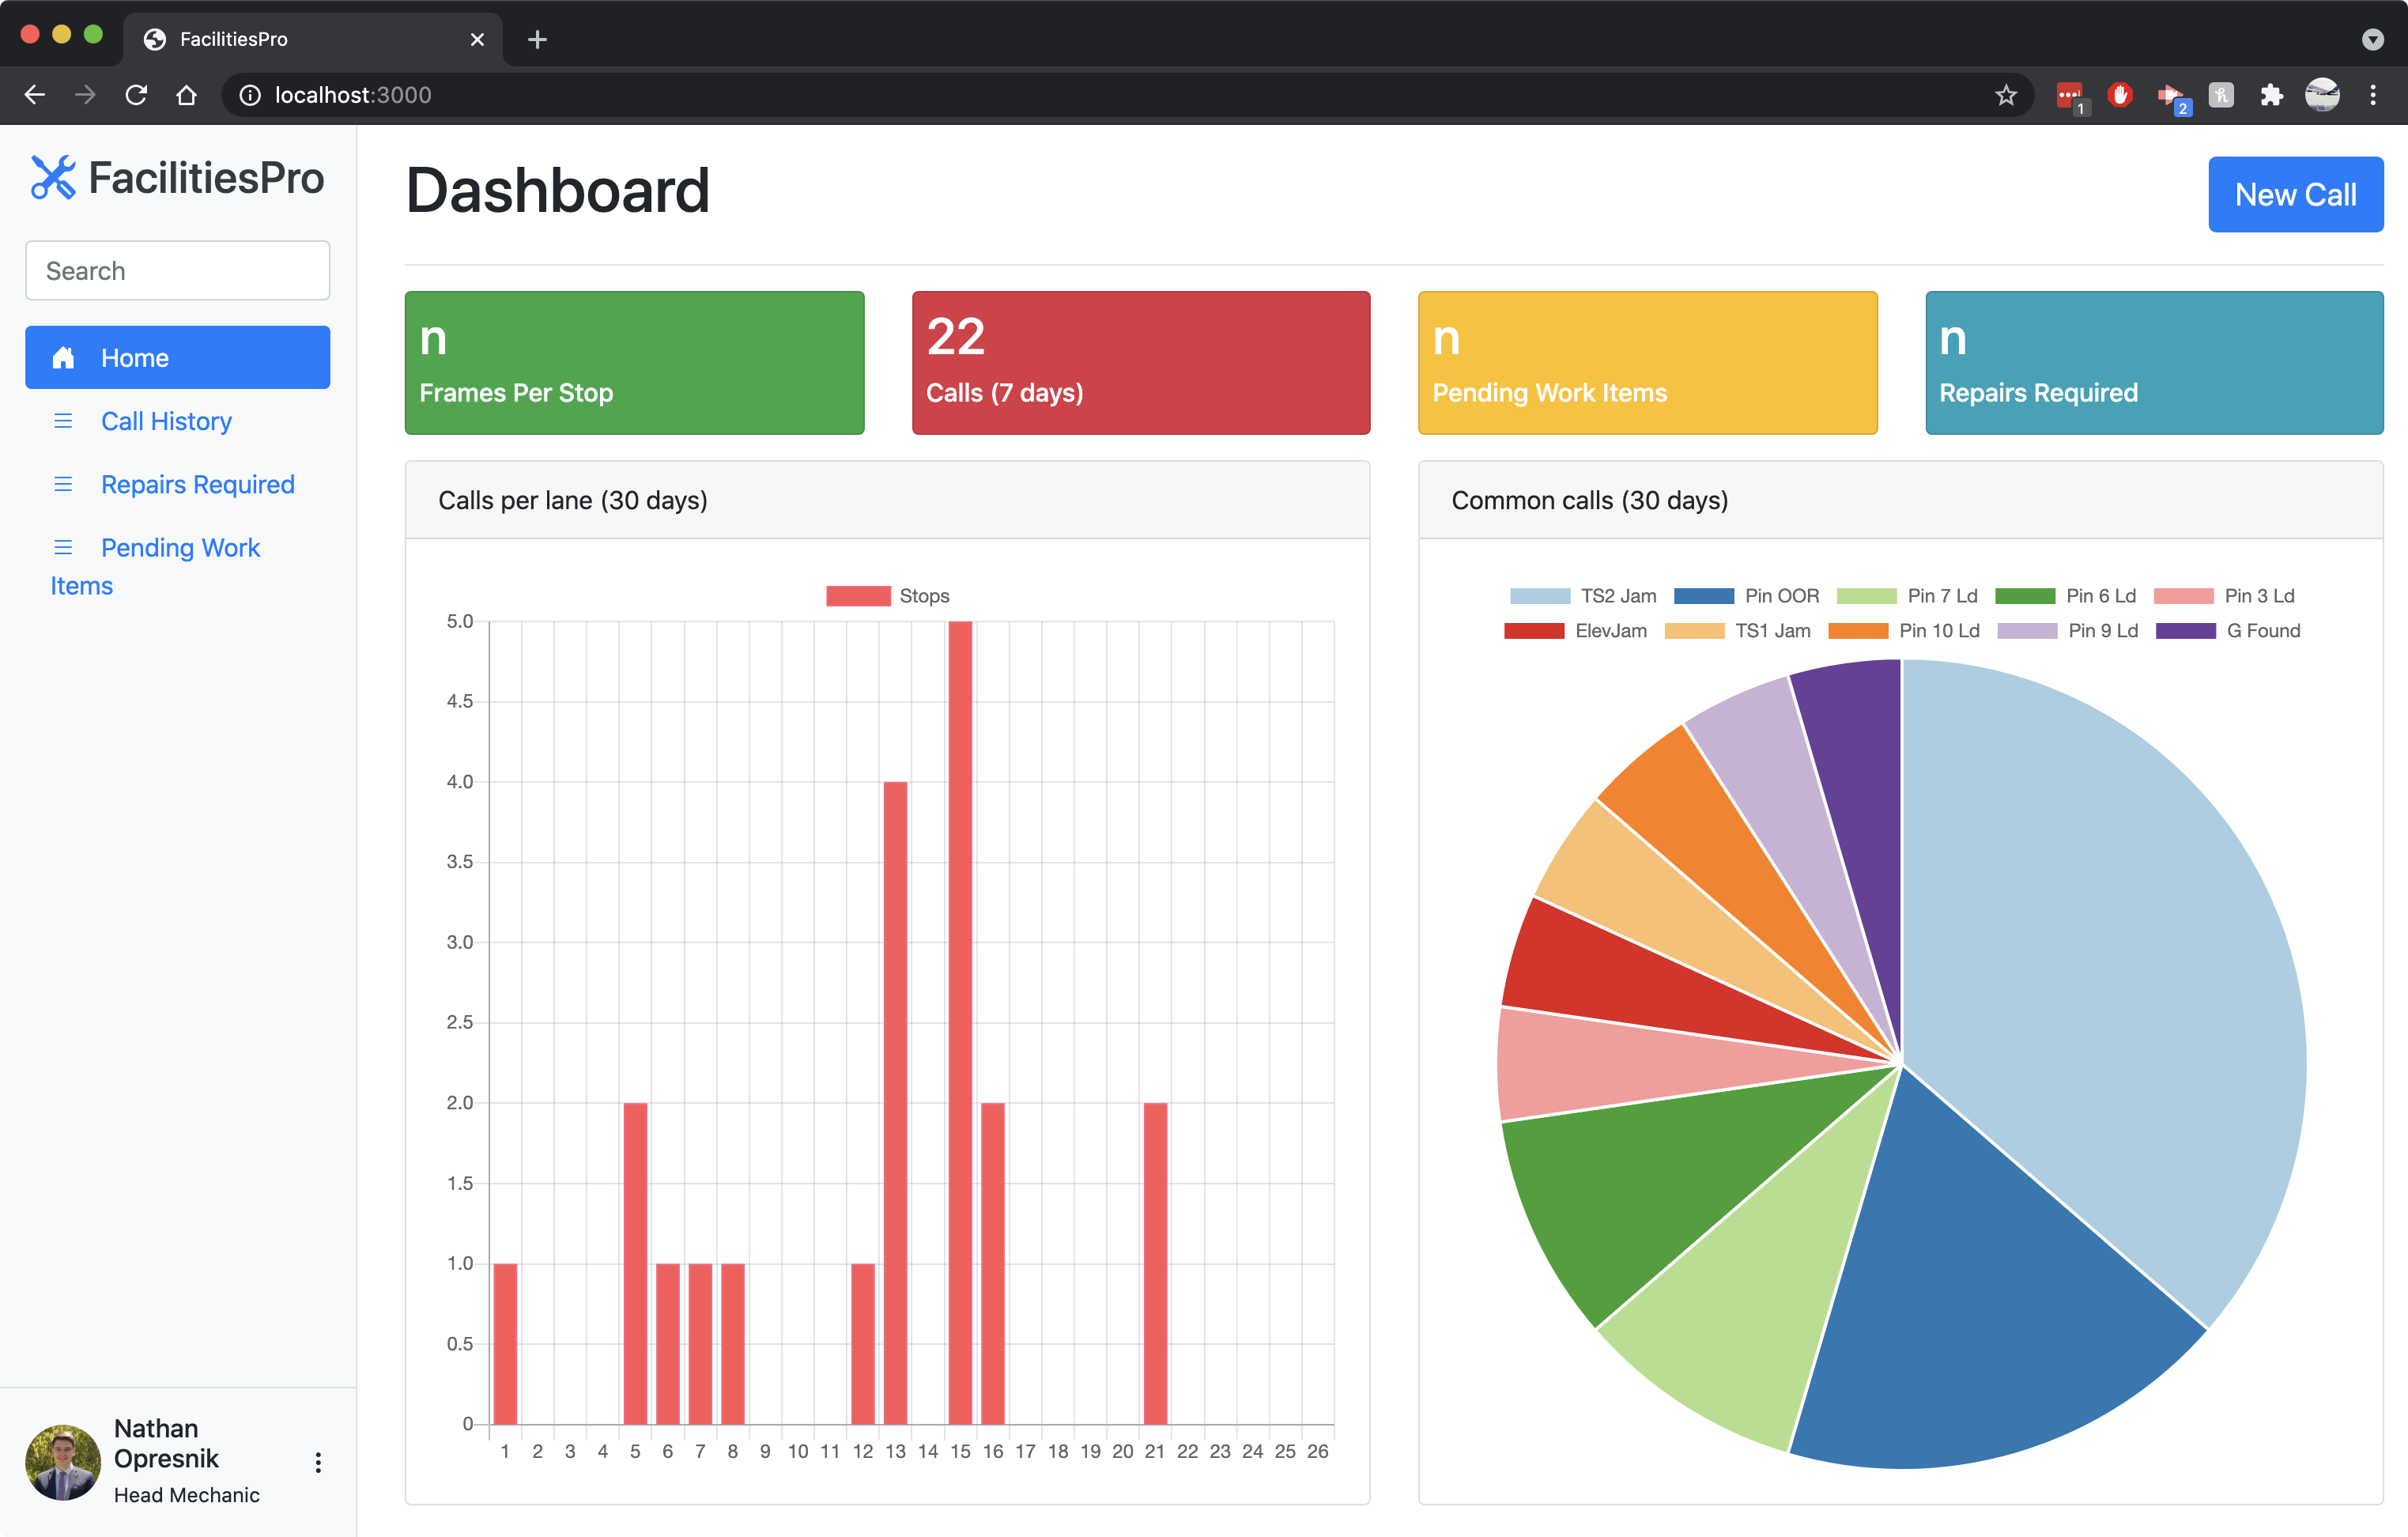 FacilitiesPro
localhost:3000
1
2
FacilitiesPro
Search
Home
Call History
Repairs Required
Pending Work
Items
Nathan
Opresnik
Head Mechanic
Dashboard
New Call
n
Frames Per Stop
22
Calls (7 days)
n
Pending Work Items
n
Repairs Required
Calls per lane (30 days)
Stops
5.0
4.5
4.0
3.5
3.0
2.5
2.0
1.5
1.0
0.5
0
1 2 3 4 5 6 7 8 9 10 11 12 13 14 15 16 17 18 19 20 21 22 23 24 25 26
Common calls (30 days)
TS2 Jam Pin OOR Pin 7 Ld Pin 6 Ld Pin 3 Ld
ElevJam TS1 Jam Pin 10 Ld Pin 9 Ld G Found